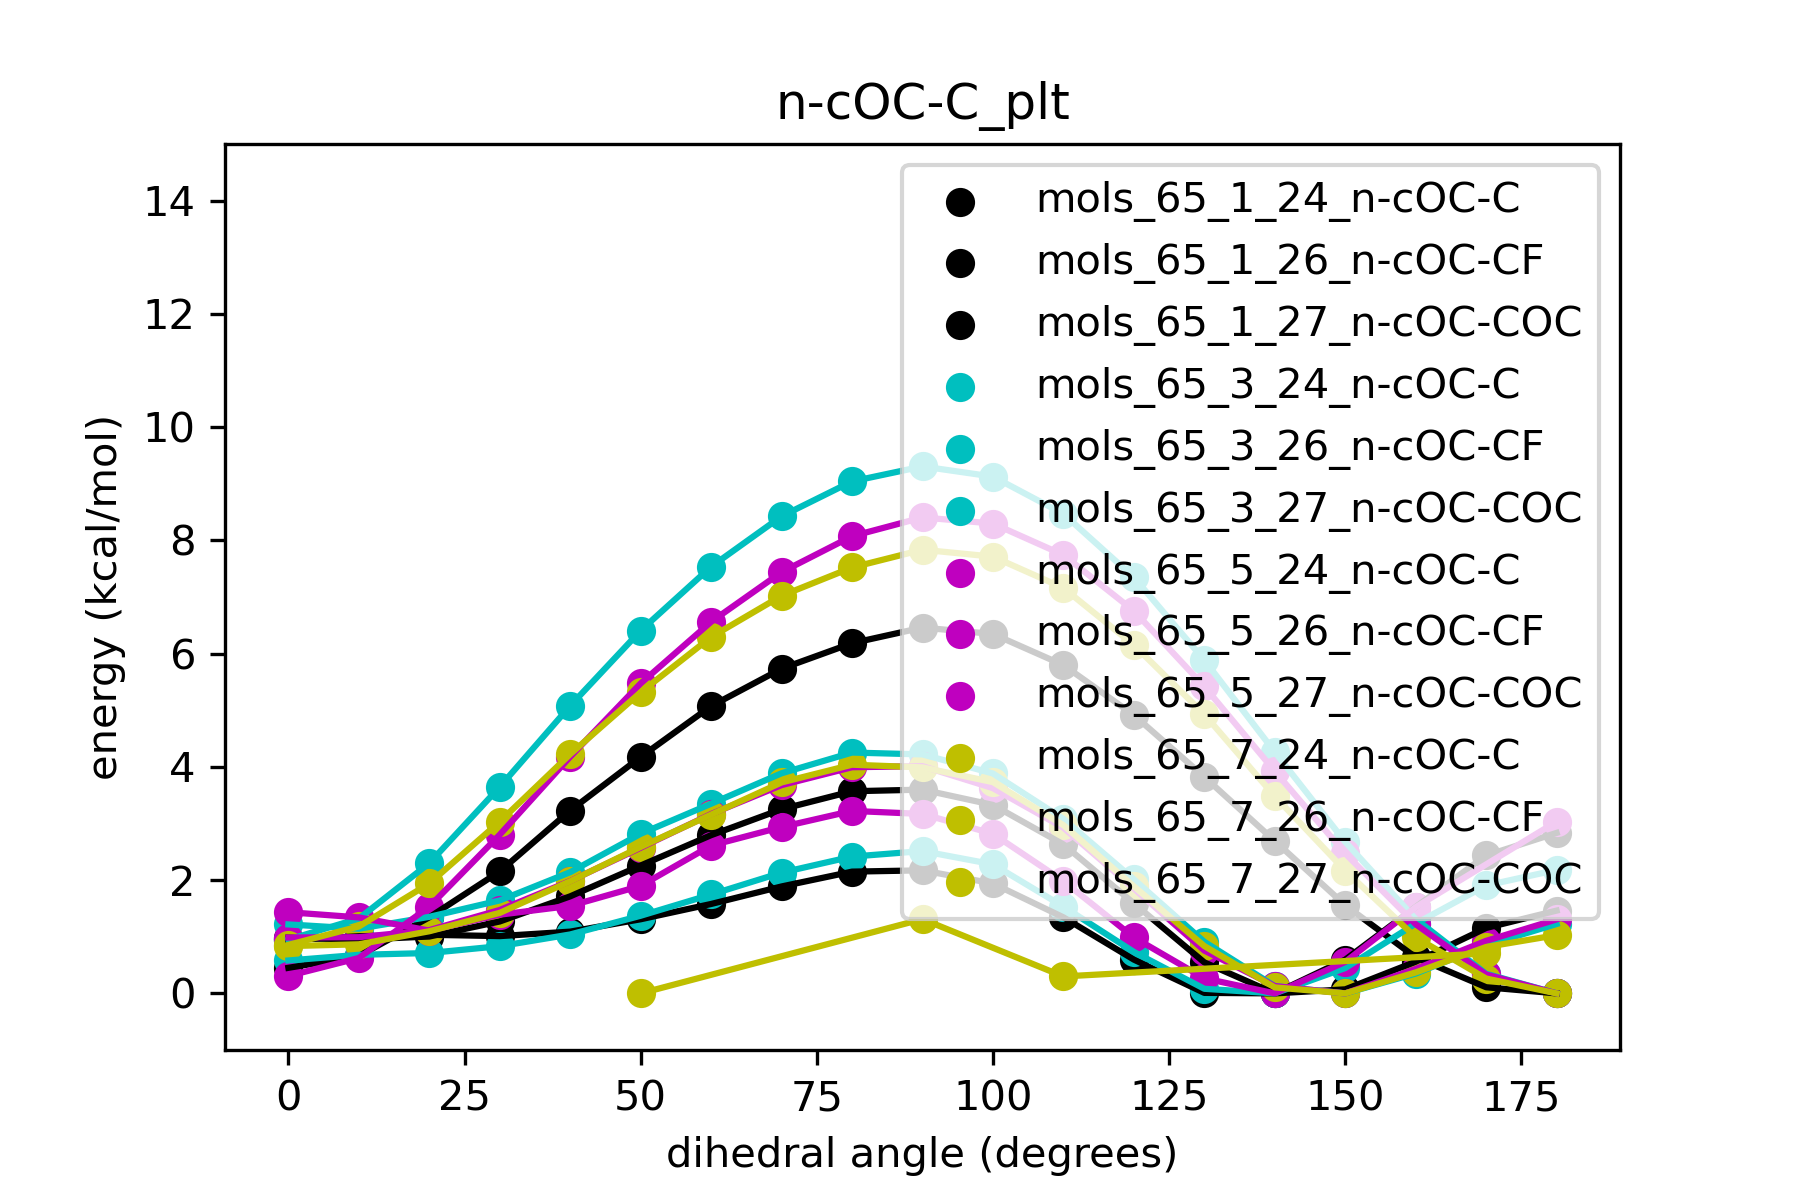 n-cOC-C_plt
energy (kcal/mol)
14
12
10
8
6
4
2
0
mols_65_1_24_n-cOC-C
mols_65_1_26_n-cOC-CF
mols_65_1_27_n-cOC-COC
mols_65_3_24_n-cOC-C
mols_65_3_26_n-cOC-CF
mols_65_3_27_n-cOC-COC
mols_65_5_24_n-cOC-C
mols_65_5_26_n-cOC-CF
mols_65_5_27_n-cOC-COC
mols_65_7_24_n-cOC-C
mols_65_7_26_n-cOC-CF
mols_65_7_27_n-cOC-COC
0 25 50 75 100 125 150 175
dihedral angle (degrees)